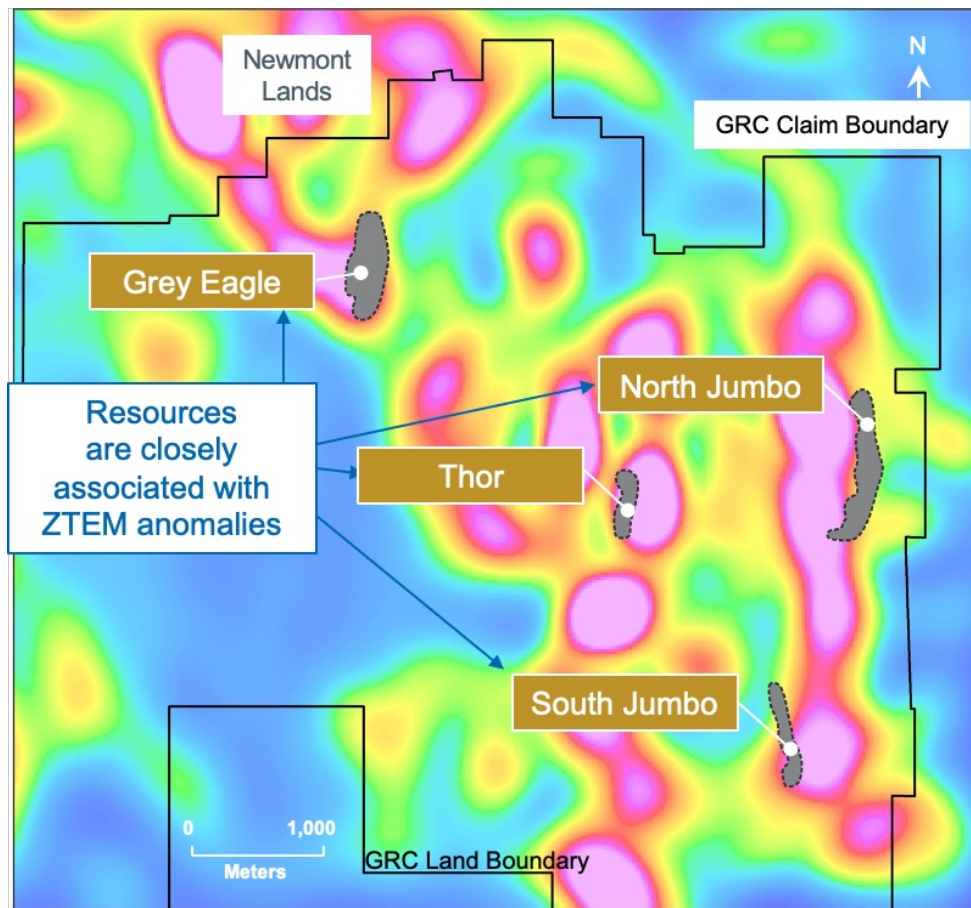 Newmont
Lands
N
GRC Claim Boundary
Grey Eagle
North Jumbo
Resources
are closely
associated with
ZTEM anomalies
Thor
South Jumbo
0 1,000
Meters
GRC Land Boundary